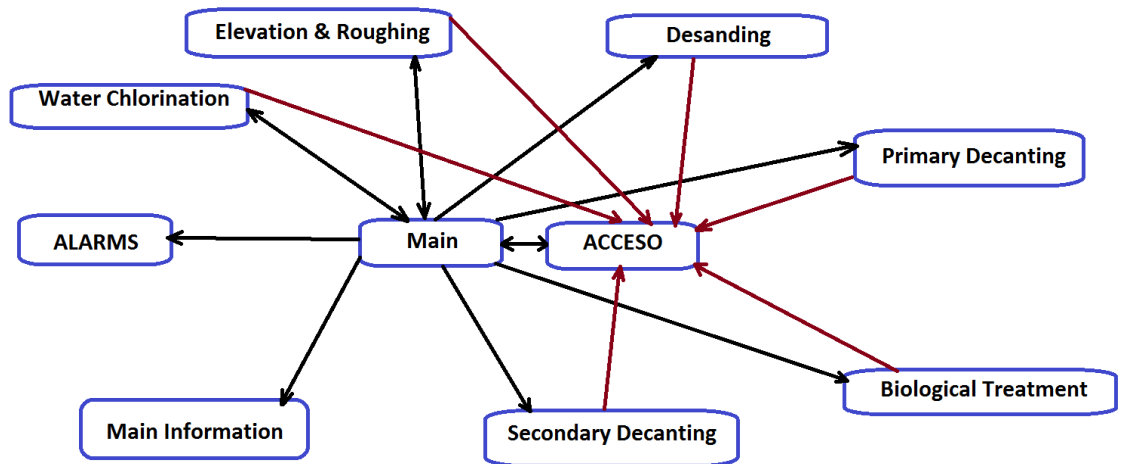 Elevation & Roughing
Desanding
Water Chlorination
Primary Decanting
ALARMS
Main
ACCESO
Biological Treatment
Main Information
Secondary Decanting